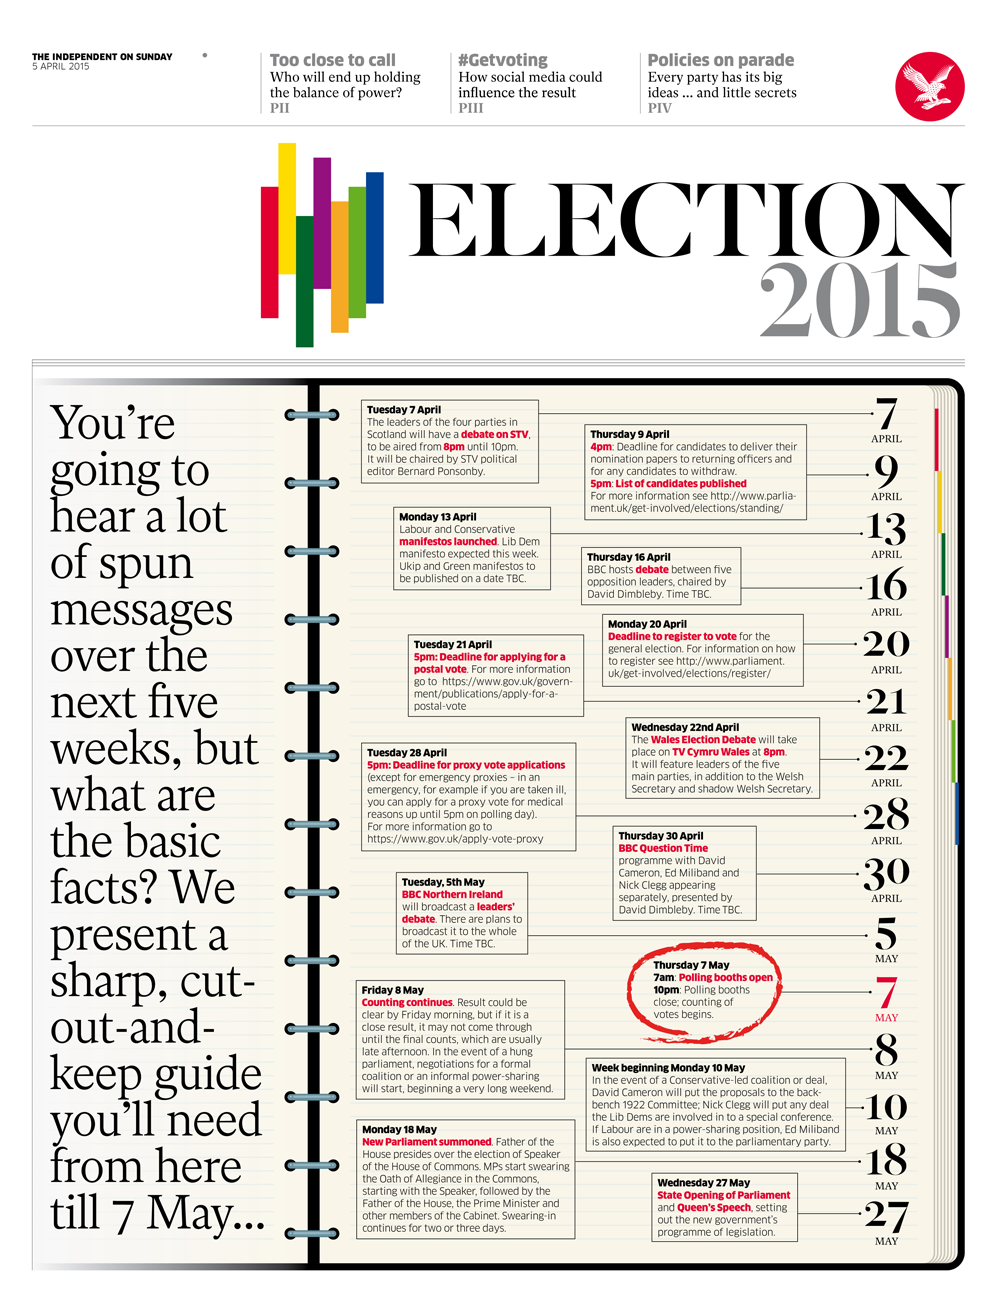 THE INDEPENDENT ON SUNDAY
5 APRIL 2015
Too close to call
Who will end up holding
the balance of power?
PII
#Getvoting
How social media could
influence the result
PIII
Policies on parade
Every party has its big
ideas ... and little secrets
PIV
ELECTION
2015
You’re
going to
hear a lot
of spun
messages
over the
next five
weeks, but
what are
the basic
facts? We
present a
sharp, cut-
out-and-
keep guide
you’ll need
from here
till 7 May...
Tuesday 7 April
The leaders of the four parties in
Scotland will have a debate on STV,
to be aired from 8pm until 10pm.
It will be chaired by STV political
editor Bernard Ponsonby.
7
APRIL
Thursday 9 April
4pm: Deadline for candidates to deliver their
nomination papers to returning officers and
for any candidates to withdraw.
5pm: List of candidates published
For more information see http://www.parlia-
ment.uk/get-involved/elections/standing/
9
APRIL
Monday 13 April
Labour and Conservative
manifestos launched. Lib Dem
manifesto expected this week.
Ukip and Green manifestos to
be published on a date TBC.
13
APRIL
Thursday 16 April
BBC hosts debate between five
opposition leaders, chaired by
David Dimbleby. Time TBC.
16
APRIL
Monday 20 April
Deadline to register to vote for the
general election. For information on how
to register see http://www.parliament.
uk/get-involved/elections/register/
20
APRIL
Tuesday 21 April
5pm: Deadline for applying for a
postal vote. For more information
go to https://www.gov.uk/govern-
ment/publications/apply-for-a-
postal-vote
21
APRIL
Wednesday 22nd April
The Wales Election Debate will take
place on TV Cymru Wales at 8pm.
It will feature leaders of the five
main parties, in addition to the Welsh
Secretary and shadow Welsh Secretary.
22
APRIL
Tuesday 28 April
5pm: Deadline for proxy vote applications
(except for emergency proxies – in an
emergency, for example if you are taken ill,
you can apply for a proxy vote for medical
reasons up until 5pm on polling day).
For more information go to
https://www.gov.uk/apply-vote-proxy
28
APRIL
Thursday 30 April
BBC Question Time
programme with David
Cameron, Ed Miliband and
Nick Clegg appearing
separately, presented by
David Dimbleby. Time TBC.
30
APRIL
Tuesday, 5th May
BBC Northern Ireland
will broadcast a leaders’
debate. There are plans to
broadcast it to the whole
of the UK. Time TBC.
5
MAY
Thursday 7 May
7am: Polling booths open
10pm: Polling booths
close; counting of
votes begins.
7
MAY
Friday 8 May
Counting continues. Result could be
clear by Friday morning, but if it is a
close result, it may not come through
until the final counts, which are usually
late afternoon. In the event of a hung
parliament, negotiations for a formal
coalition or an informal power-sharing
will start, beginning a very long weekend.
8
MAY
Week beginning Monday 10 May
In the event of a Conservative-led coalition or deal,
David Cameron will put the proposals to the back-
bench 1922 Committee; Nick Clegg will put any deal
the Lib Dems are involved in to a special conference.
If Labour are in a power-sharing position, Ed Miliband
is also expected to put it to the parliamentary party.
10
MAY
Monday 18 May
New Parliament summoned. Father of the
House presides over the election of Speaker
of the House of Commons. MPs start swearing
the Oath of Allegiance in the Commons,
starting with the Speaker, followed by the
Father of the House, the Prime Minister and
other members of the Cabinet. Swearing-in
continues for two or three days.
18
MAY
Wednesday 27 May
State Opening of Parliament
and Queen’s Speech, setting
out the new government’s
programme of legislation.
27
MAY